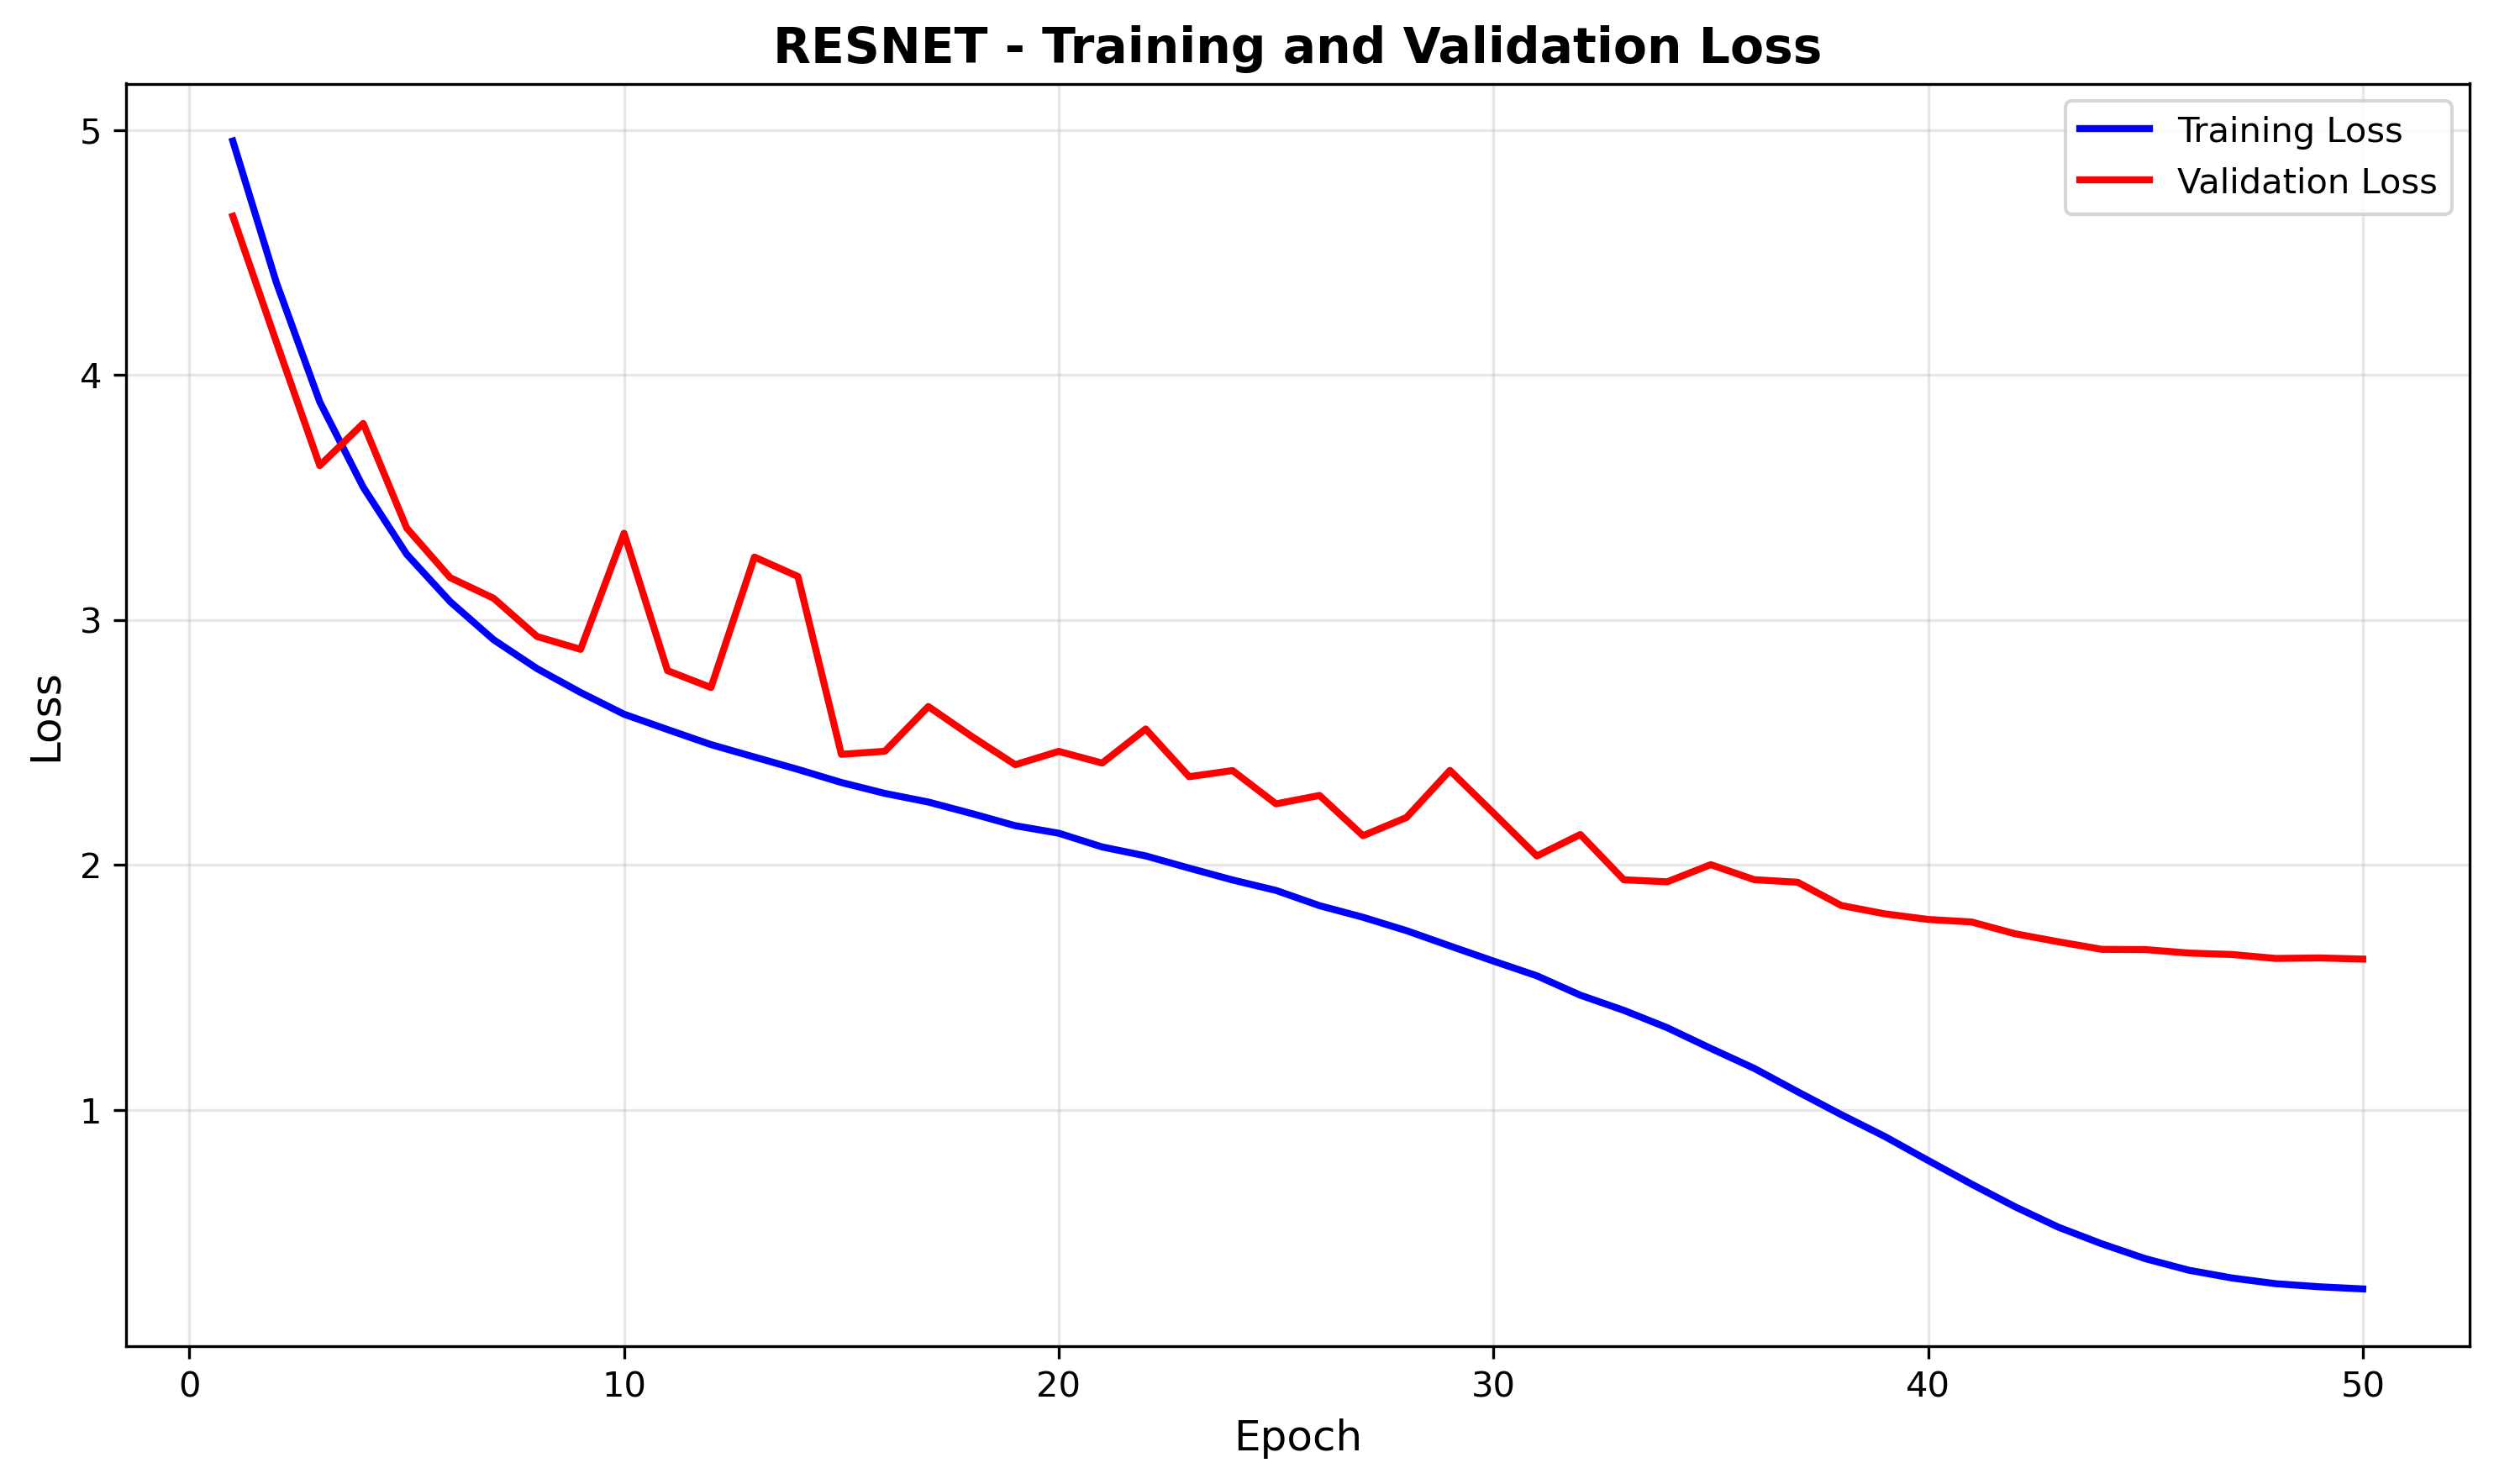 RESNET - Training and Validation Loss
Training Loss
Validation Loss
5
4
3
2
1
Loss
0 10 20 30 40 50
Epoch